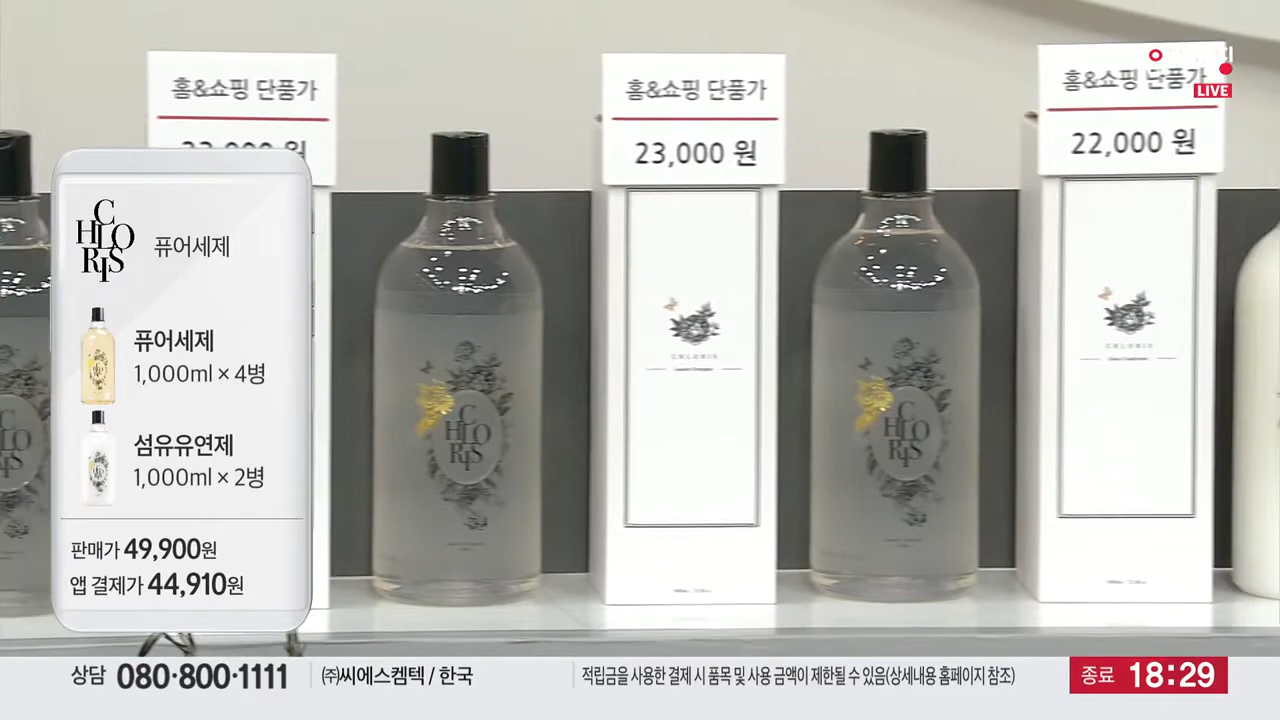 홈&쇼핑 단품가
홈&쇼핑 단품가
23,000 원
홈&쇼핑 단품가
22,000 원
LIVE
CHLORIS
퓨어세제
퓨어세제
1,000ml × 4병
섬유유연제
1,000ml × 2병
판매가 49,900원
앱 결제가 44,910원
CHLORIS
CHLORIS
CHLORIS
CHLORIS
상담 080·800·1111
㈜씨에스켐텍 / 한국
적립금을 사용한 결제 시 품목 및 사용 금액이 제한될 수 있음(상세내용 홈페이지 참조)
종료 18:29